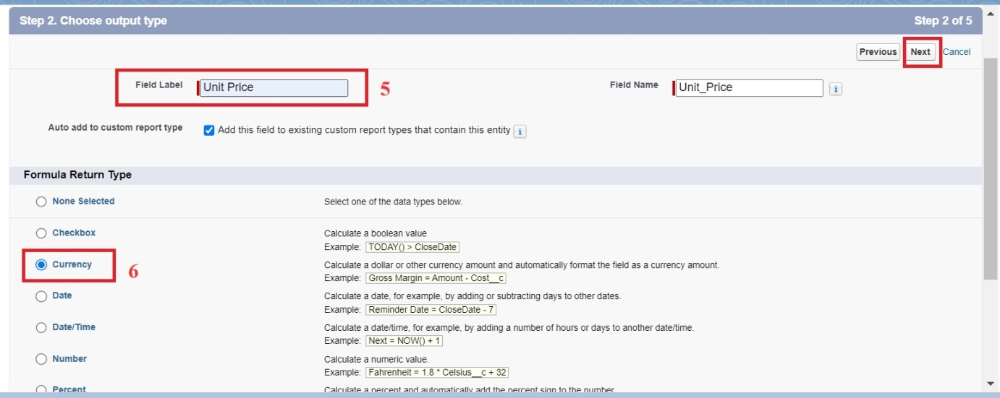 Step 2. Choose output type Step 2 of 5
Previous Next Cancel
Field Label Unit Price 5 Field Name Unit_Price i
Auto add to custom report type Add this field to existing custom report types that contain this entity i
Formula Return Type
None Selected Select one of the data types below.
Checkbox Calculate a boolean value
Example: TODAY() > CloseDate
Currency 6 Calculate a dollar or other currency amount and automatically format the field as a currency amount.
Example: Gross Margin = Amount - Cost__c
Date Calculate a date, for example, by adding or subtracting days to other dates.
Example: Reminder Date = CloseDate - 7
Date/Time Calculate a date/time, for example, by adding a number of hours or days to another date/time.
Example: Next = NOW() + 1
Number Calculate a numeric value.
Example: Fahrenheit = 1.8 * Celsius__c + 32
Percent Calculate a percent and automatically add the percent sign to the number